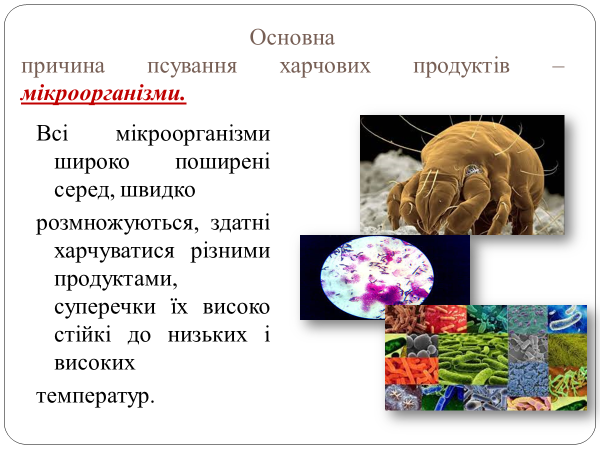 Основна
причина псування харчових продуктів –
мікроорганізми.
Всі мікроорганізми
широко поширені
серед, швидко
розмножуються, здатні
харчуватися різними
продуктами,
суперечки їх високо
стійкі до низьких і
високих
температур.